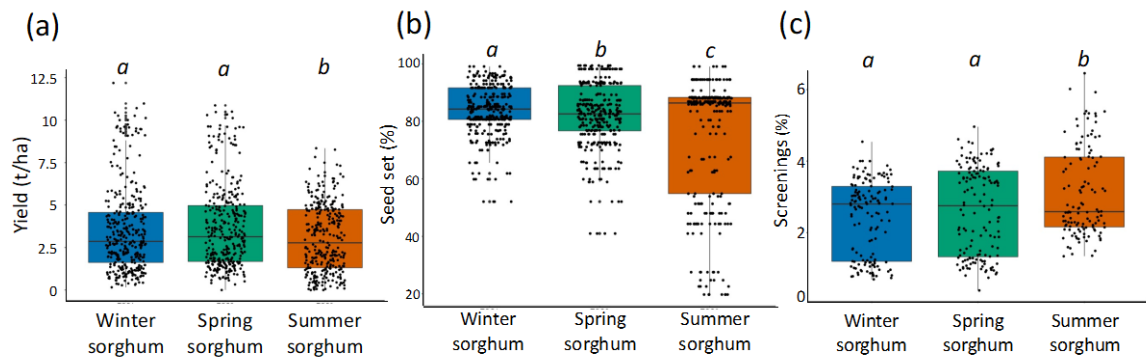 (a)
Yield (t/ha)
12.5
10
7.5
5
2.5
0
a
a
b
Winter sorghum
Spring sorghum
Summer sorghum
(b)
Seed set (%)
100
80
60
40
20
a
b
c
Winter sorghum
Spring sorghum
Summer sorghum
(c)
Screenings (%)
6
4
2
0
a
a
b
Winter sorghum
Spring sorghum
Summer sorghum